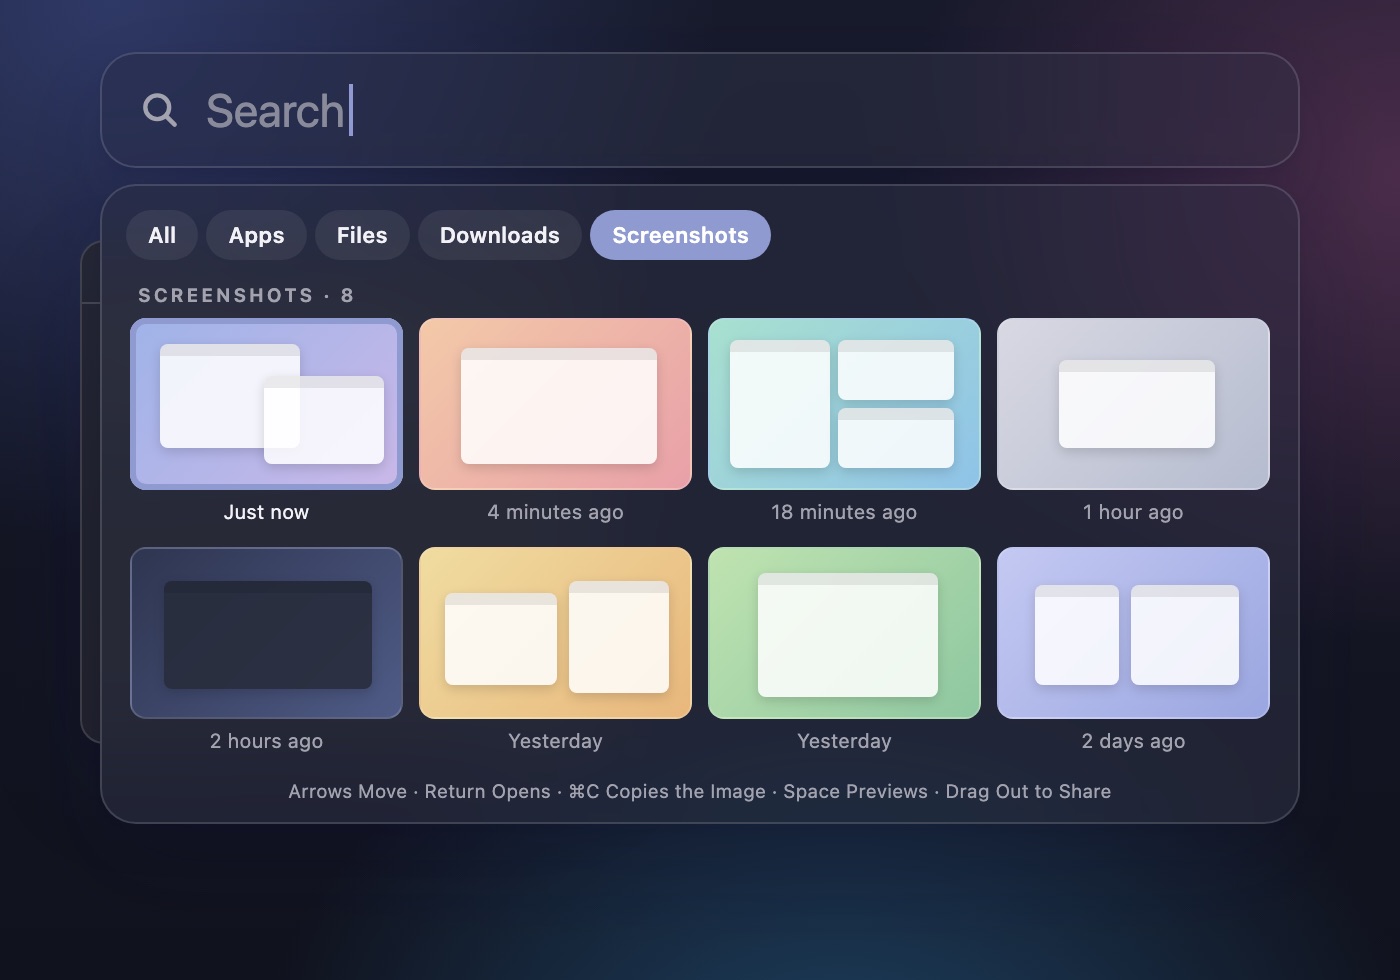 Search
All Apps Files Downloads Screenshots
SCREENSHOTS · 8
Just now 4 minutes ago 18 minutes ago 1 hour ago
2 hours ago Yesterday Yesterday 2 days ago
Arrows Move · Return Opens · ⌘C Copies the Image · Space Previews · Drag Out to Share